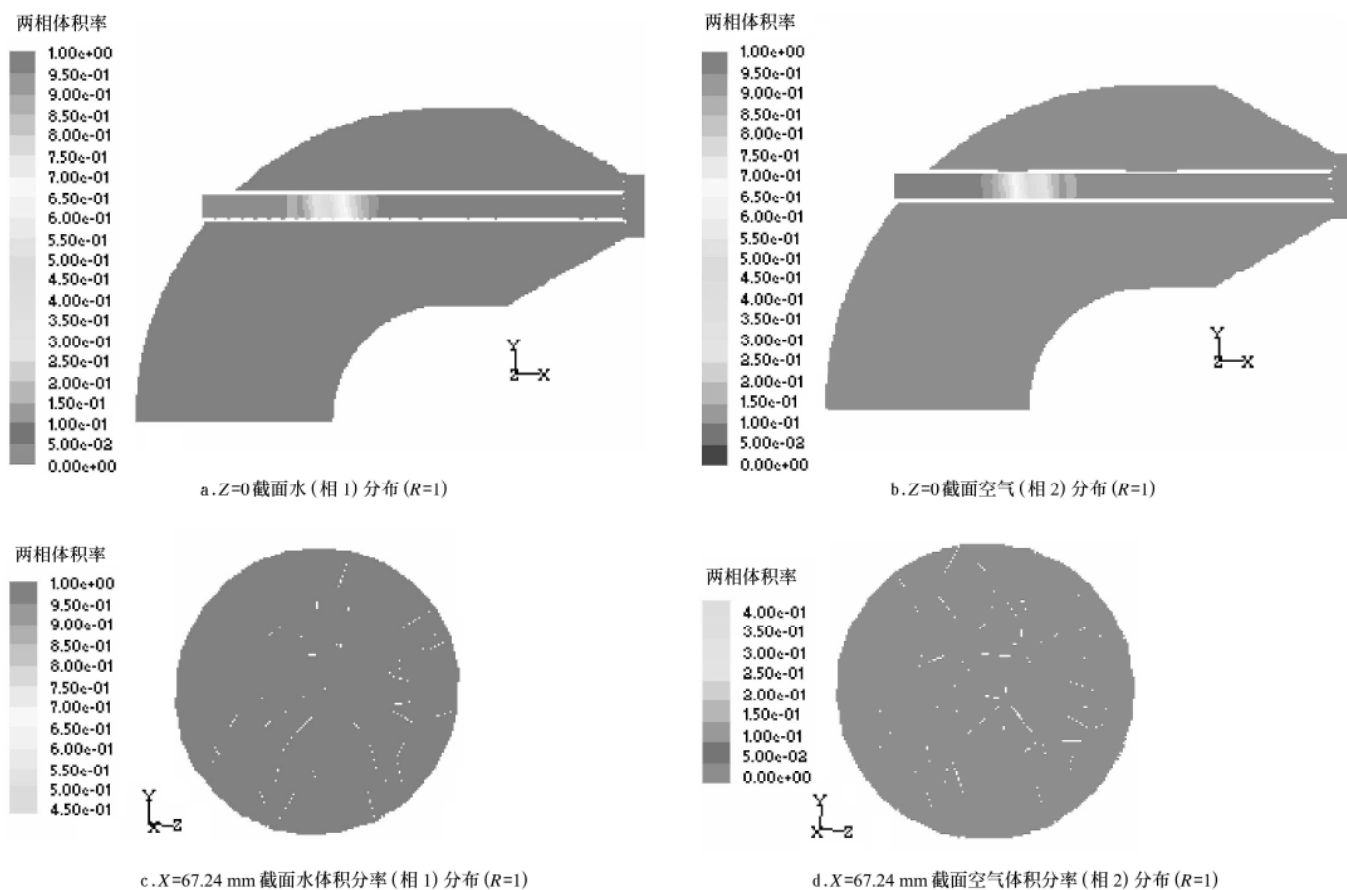 两相体积率
1.00e+00
9.50e-01
9.00e-01
8.50e-01
8.00e-01
7.50e-01
7.00e-01
6.50e-01
6.00e-01
5.50e-01
5.00e-01
4.50e-01
4.00e-01
3.50e-01
3.00e-01
2.50e-01
2.00e-01
1.50e-01
1.00e-01
5.00e-02
0.00e+00
Y
Z X
a.Z=0截面水(相1)分布(R=1)
两相体积率
1.00e+00
9.50e-01
9.00e-01
8.50e-01
8.00e-01
7.50e-01
7.00e-01
6.50e-01
6.00e-01
5.50e-01
5.00e-01
4.50e-01
4.00e-01
3.50e-01
3.00e-01
2.50e-01
2.00e-01
1.50e-01
1.00e-01
5.00e-02
0.00e+00
Y
Z X
b.Z=0截面空气(相2)分布(R=1)
两相体积率
1.00e+00
9.50e-01
9.00e-01
8.50e-01
8.00e-01
7.50e-01
7.00e-01
6.50e-01
6.00e-01
5.50e-01
5.00e-01
4.50e-01
Y
X Z
c.X=67.24 mm截面水体积分率(相1)分布(R=1)
两相体积率
4.00e-01
3.50e-01
3.00e-01
2.50e-01
2.00e-01
1.50e-01
1.00e-01
5.00e-02
0.00e+00
Y
X Z
d.X=67.24 mm截面空气体积分率(相2)分布(R=1)